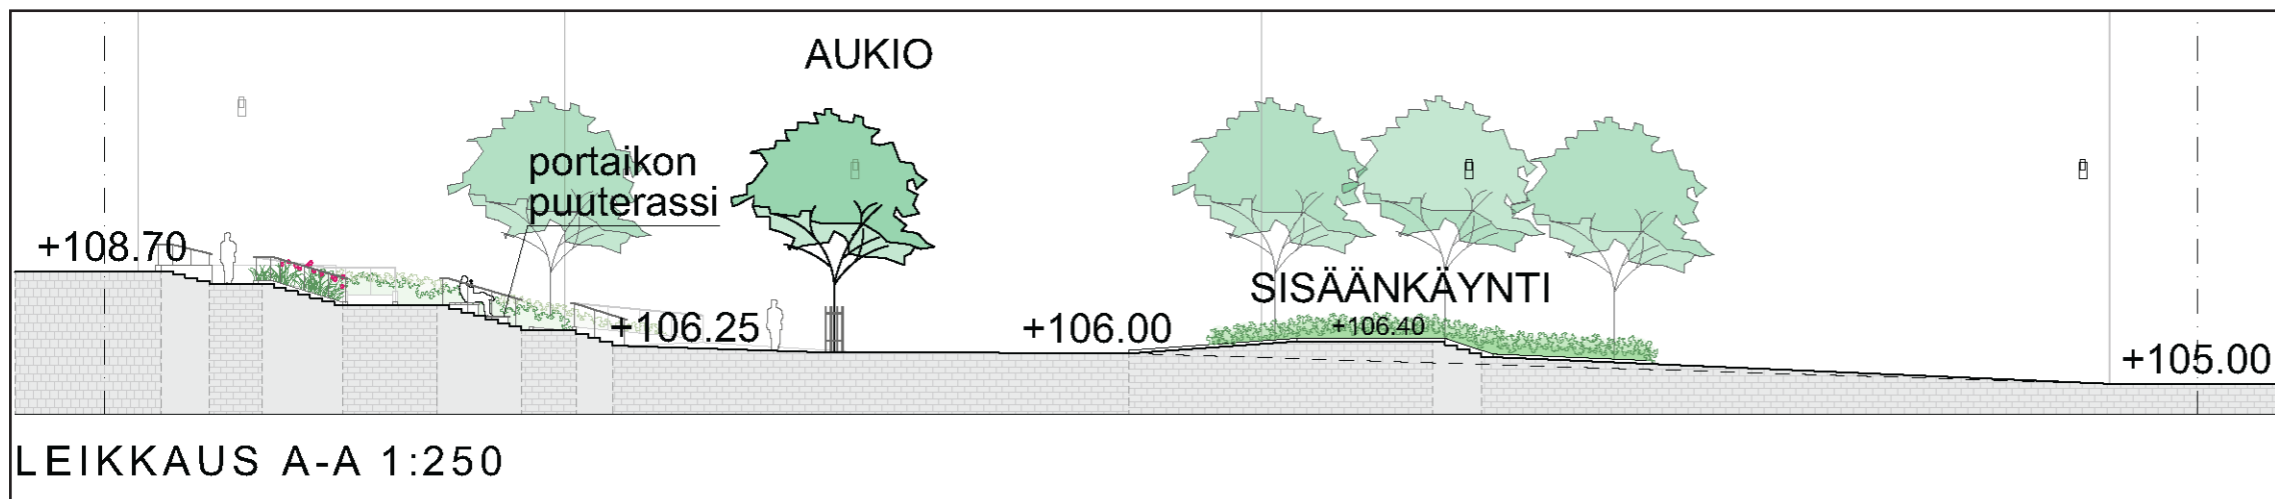 AUKIO
portaikon
puuterassi
+108.70
SISÄÄNKÄYNTI
+106.25
+106.00
+106.40
+105.00
LEIKKAUS A-A 1:250